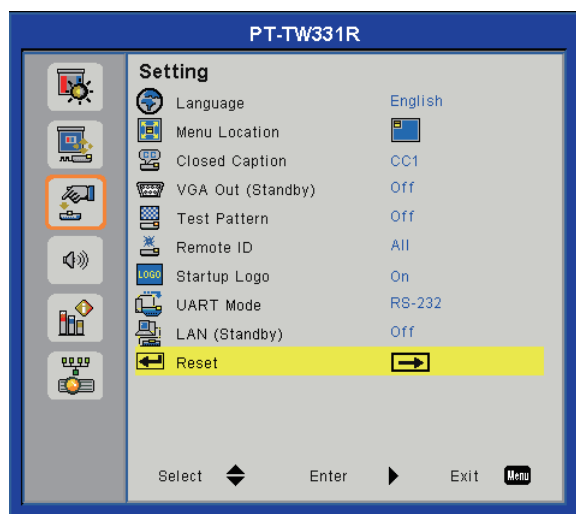 PT-TW331R
Setting
Language English
Menu Location
CC Closed Caption CC1
VGA Out (Standby) Off
Test Pattern Off
Remote ID All
LOGO Startup Logo On
UART Mode RS-232
LAN (Standby) Off
Reset
Select Enter Exit Menu